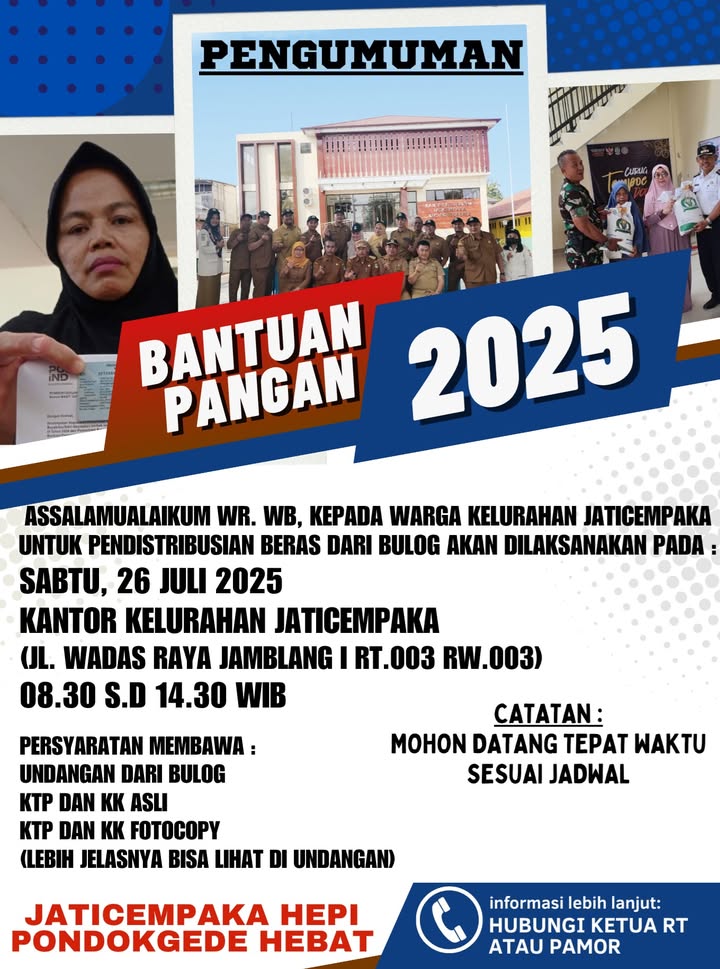 PENGUMUMAN
BANTUAN
PANGAN
2025
ASSALAMUALAIKUM WR. WB, KEPADA WARGA KELURAHAN JATICEMPAKA
UNTUK PENDISTRIBUSIAN BERAS DARI BULOG AKAN DILAKSANAKAN PADA :
SABTU, 26 JULI 2025
KANTOR KELURAHAN JATICEMPAKA
(JL. WADAS RAYA JAMBLANG I RT.003 RW.003)
08.30 S.D 14.30 WIB
CATATAN :
MOHON DATANG TEPAT WAKTU
SESUAI JADWAL
PERSYARATAN MEMBAWA :
UNDANGAN DARI BULOG
KTP DAN KK ASLI
KTP DAN KK FOTOCOPY
(LEBIH JELASNYA BISA LIHAT DI UNDANGAN)
JATICEMPAKA HEPI
PONDOKGEDE HEBAT
informasi lebih lanjut:
HUBUNGI KETUA RT
ATAU PAMOR